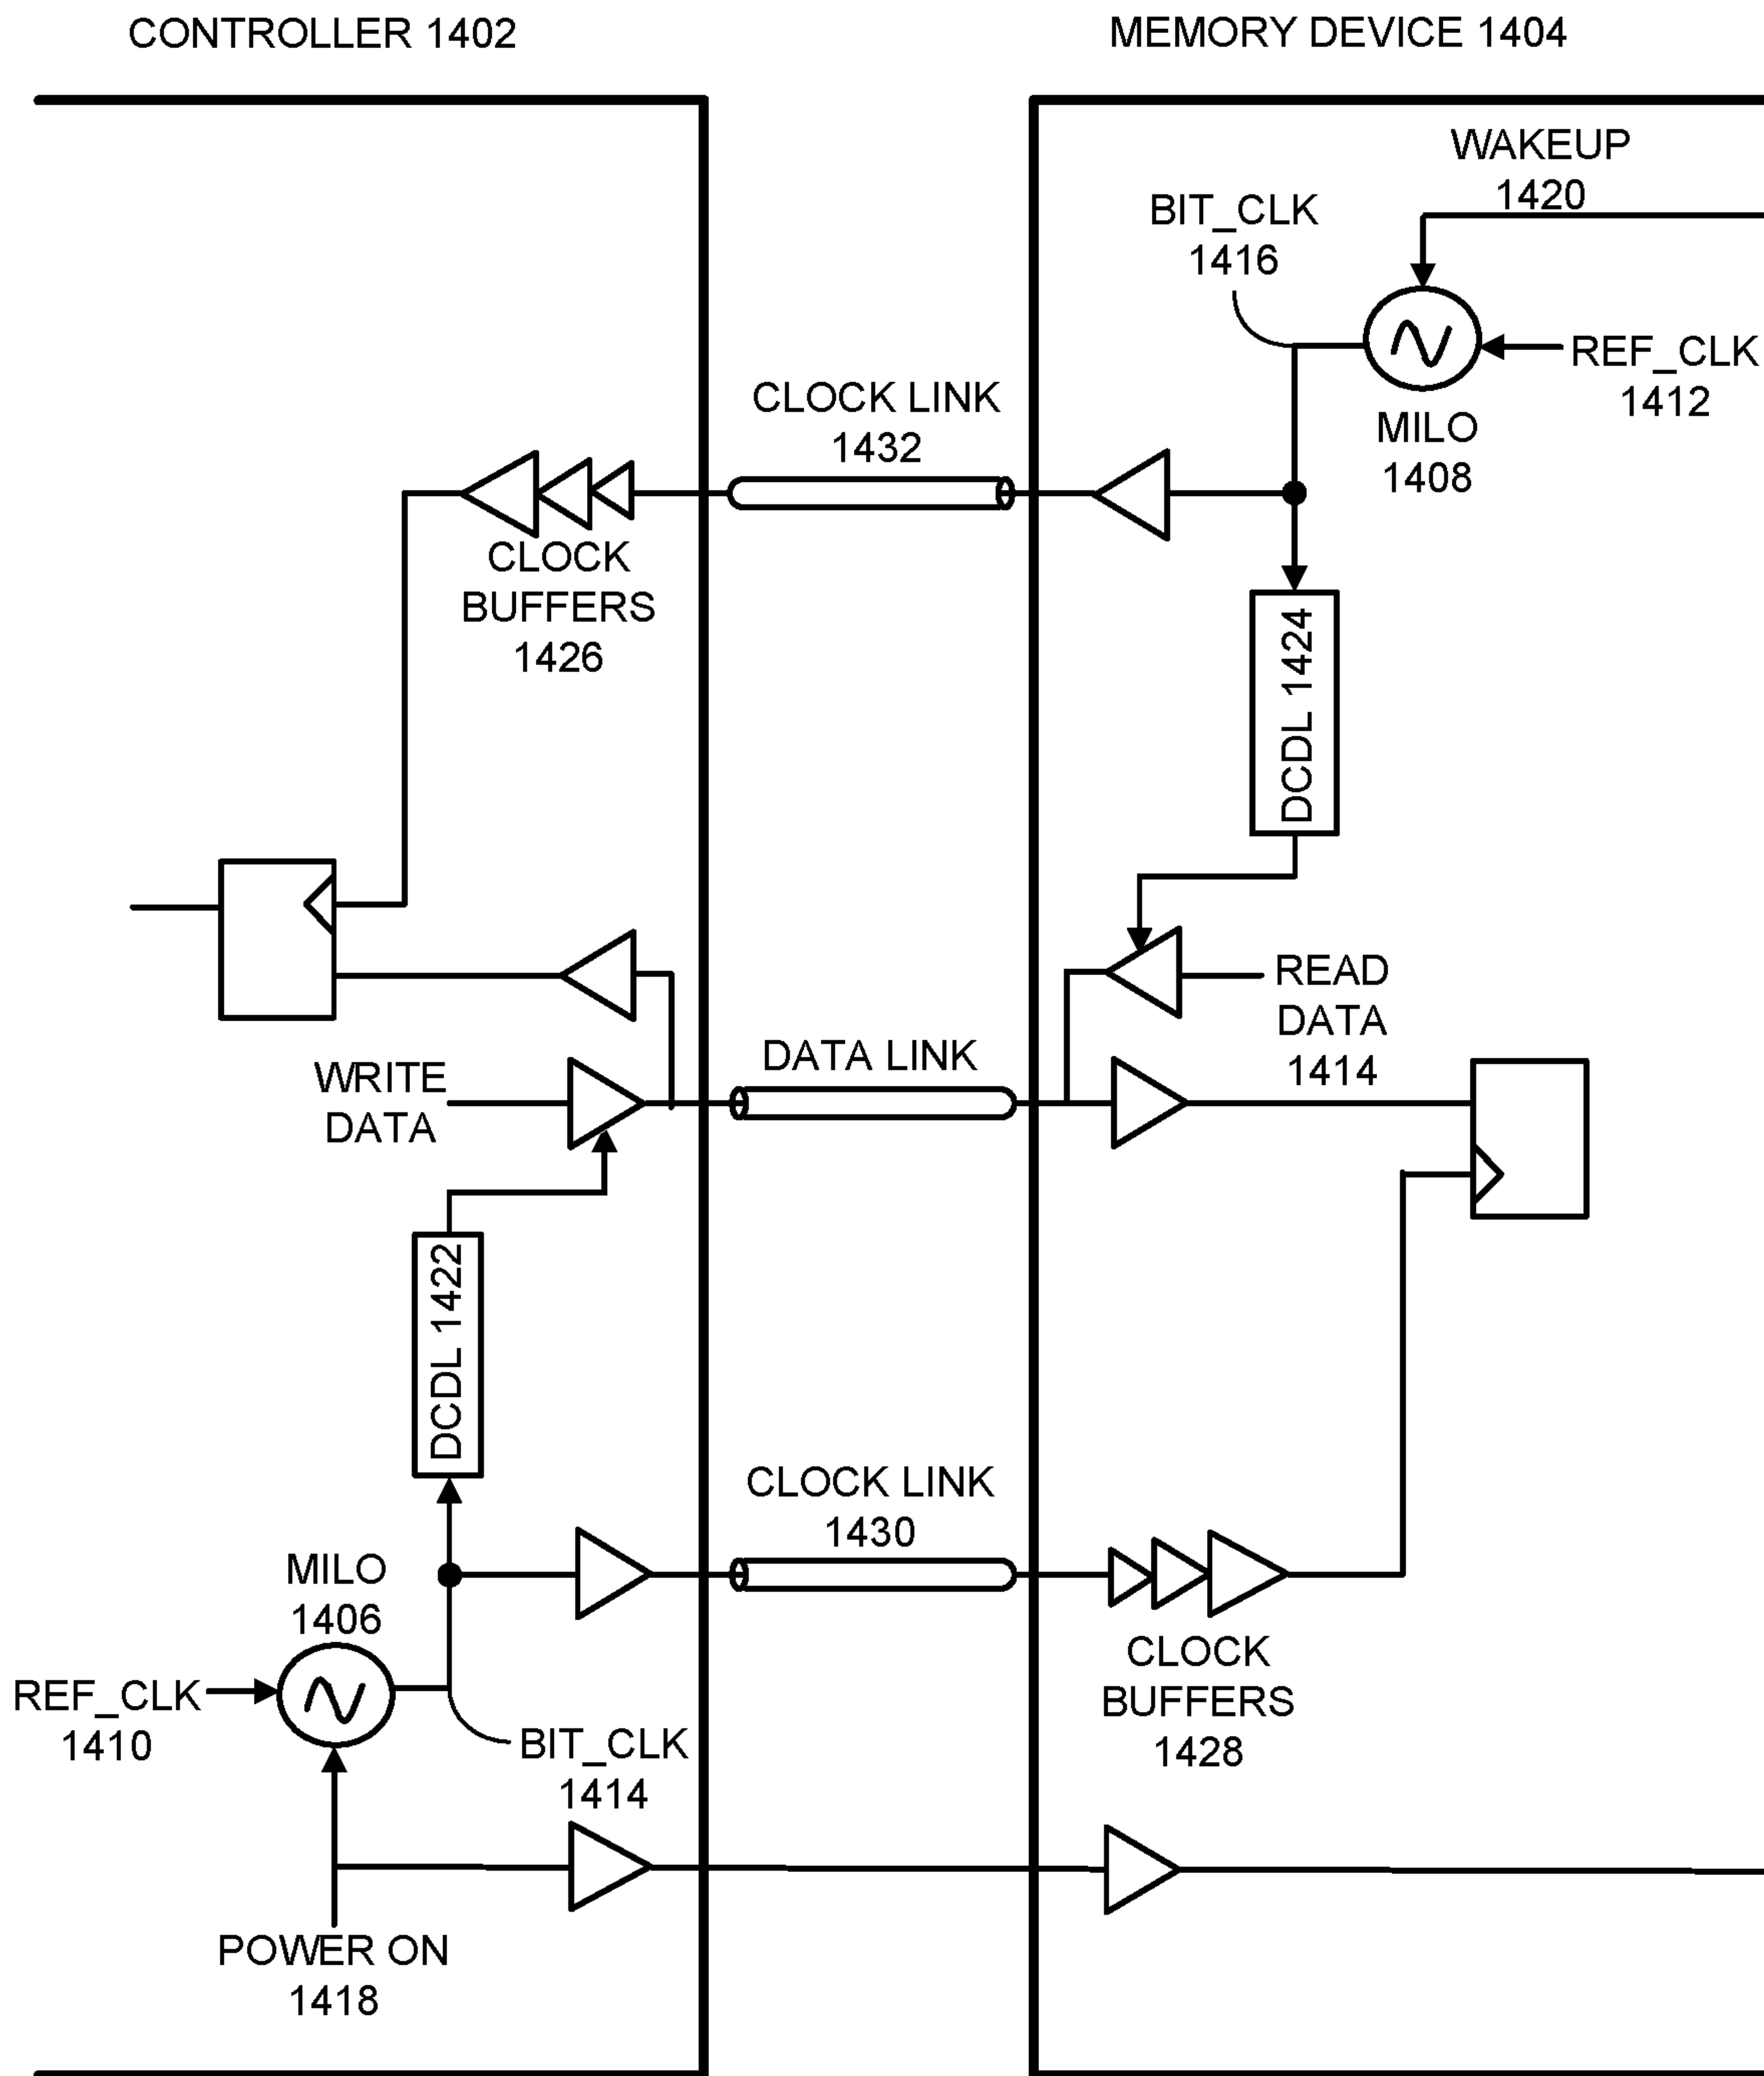 CONTROLLER 1402
MEMORY DEVICE 1404
WAKEUP
1420
BIT_CLK
1416
REF_CLK
1412
MILO
1408
CLOCK LINK
1432
CLOCK
BUFFERS
1426
DCDL 1424
READ
DATA
1414
DATA LINK
WRITE
DATA
DCDL 1422
CLOCK LINK
1430
MILO
1406
REF_CLK
1410
BIT_CLK
1414
CLOCK
BUFFERS
1428
POWER ON
1418